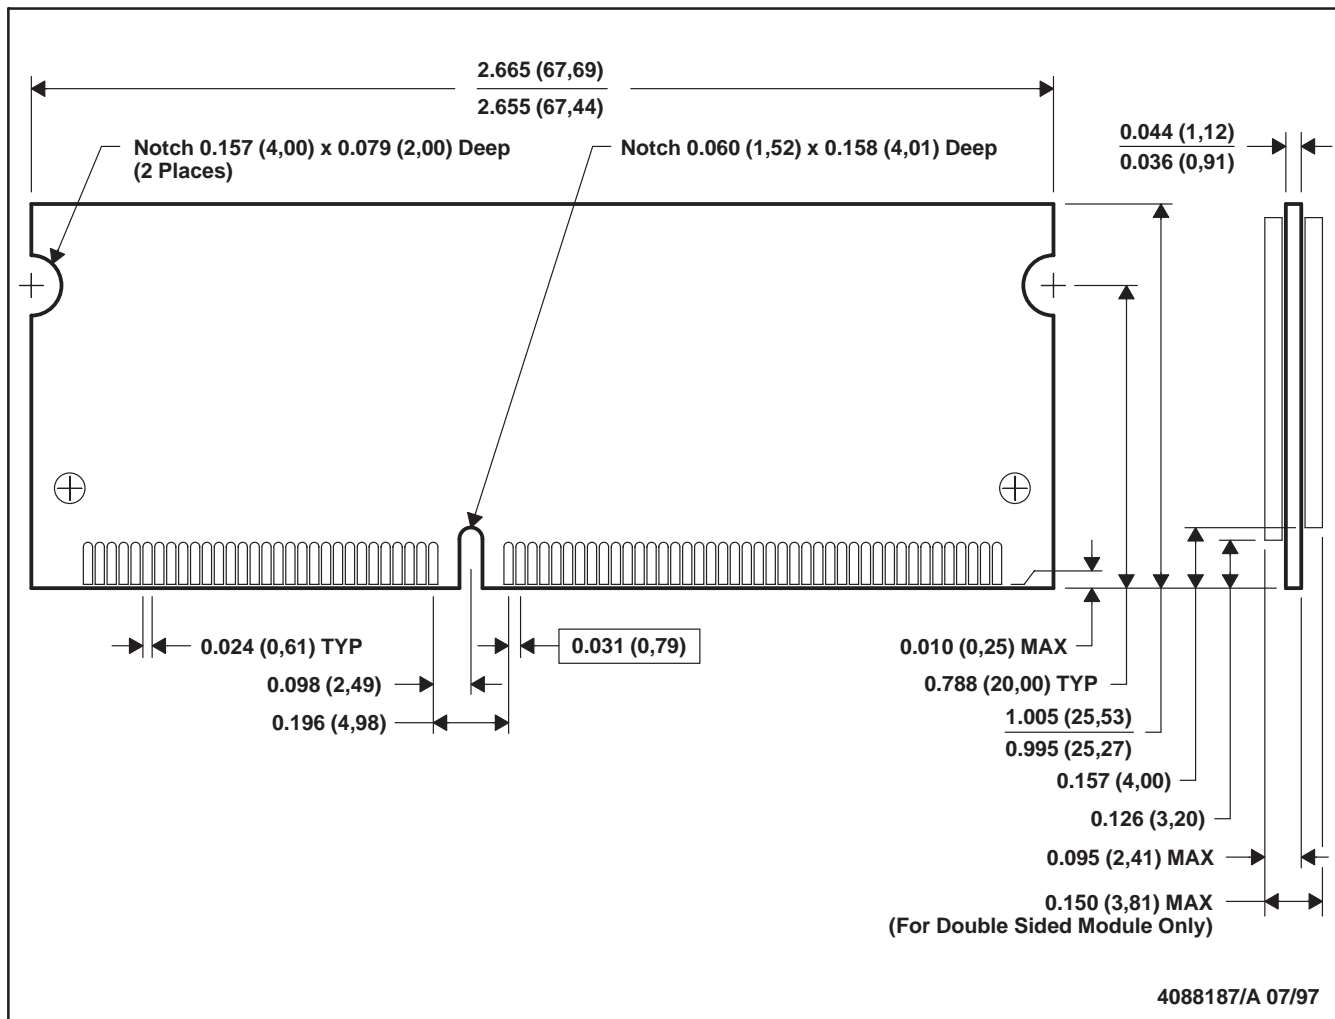 2.665 (67,69)
2.655 (67,44)
Notch 0.157 (4,00) x 0.079 (2,00) Deep
(2 Places)
Notch 0.060 (1,52) x 0.158 (4,01) Deep
0.044 (1,12)
0.036 (0,91)
0.024 (0,61) TYP
0.031 (0,79)
0.010 (0,25) MAX
0.098 (2,49)
0.788 (20,00) TYP
0.196 (4,98)
1.005 (25,53)
0.995 (25,27)
0.157 (4,00)
0.126 (3,20)
0.095 (2,41) MAX
0.150 (3,81) MAX
(For Double Sided Module Only)
4088187/A 07/97